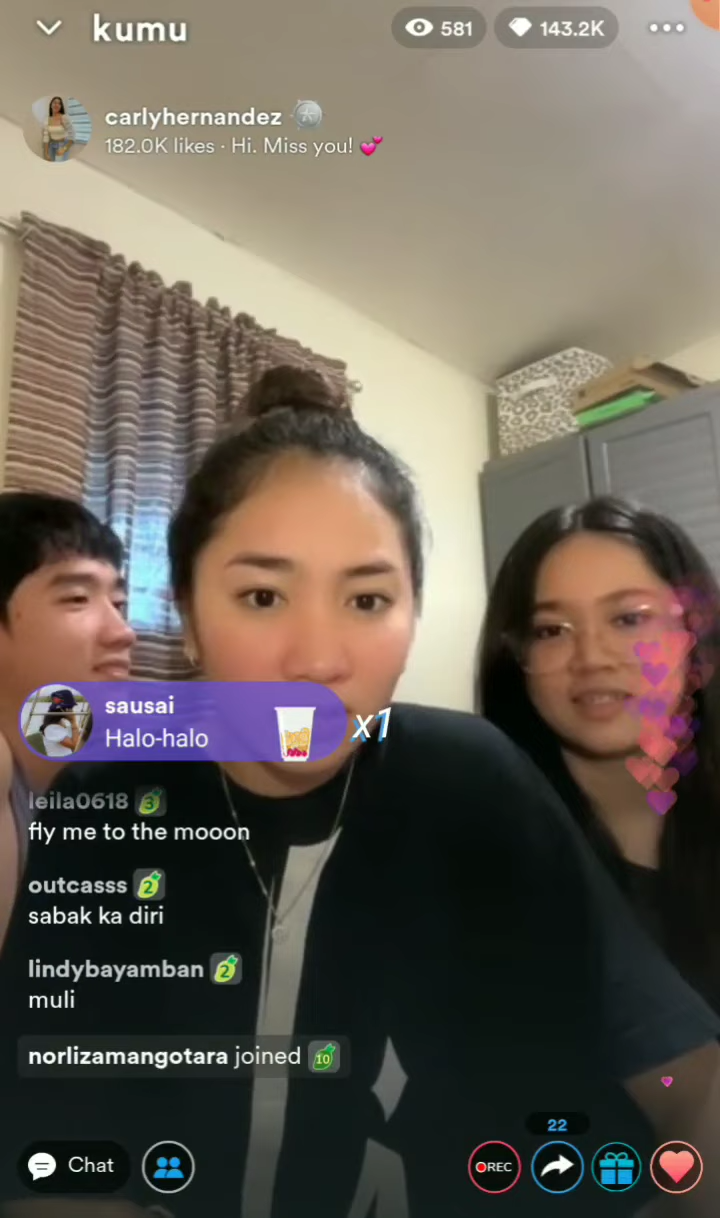 kumu
581
143.2K
carlyhernandez
182.0K likes · Hi. Miss you! 💕
sausai
Halo-halo
x1
leila0618 3
fly me to the mooon
outcasss 2
sabak ka diri
lindybayamban 2
muli
norlizamangotara joined 10
22
Chat
REC